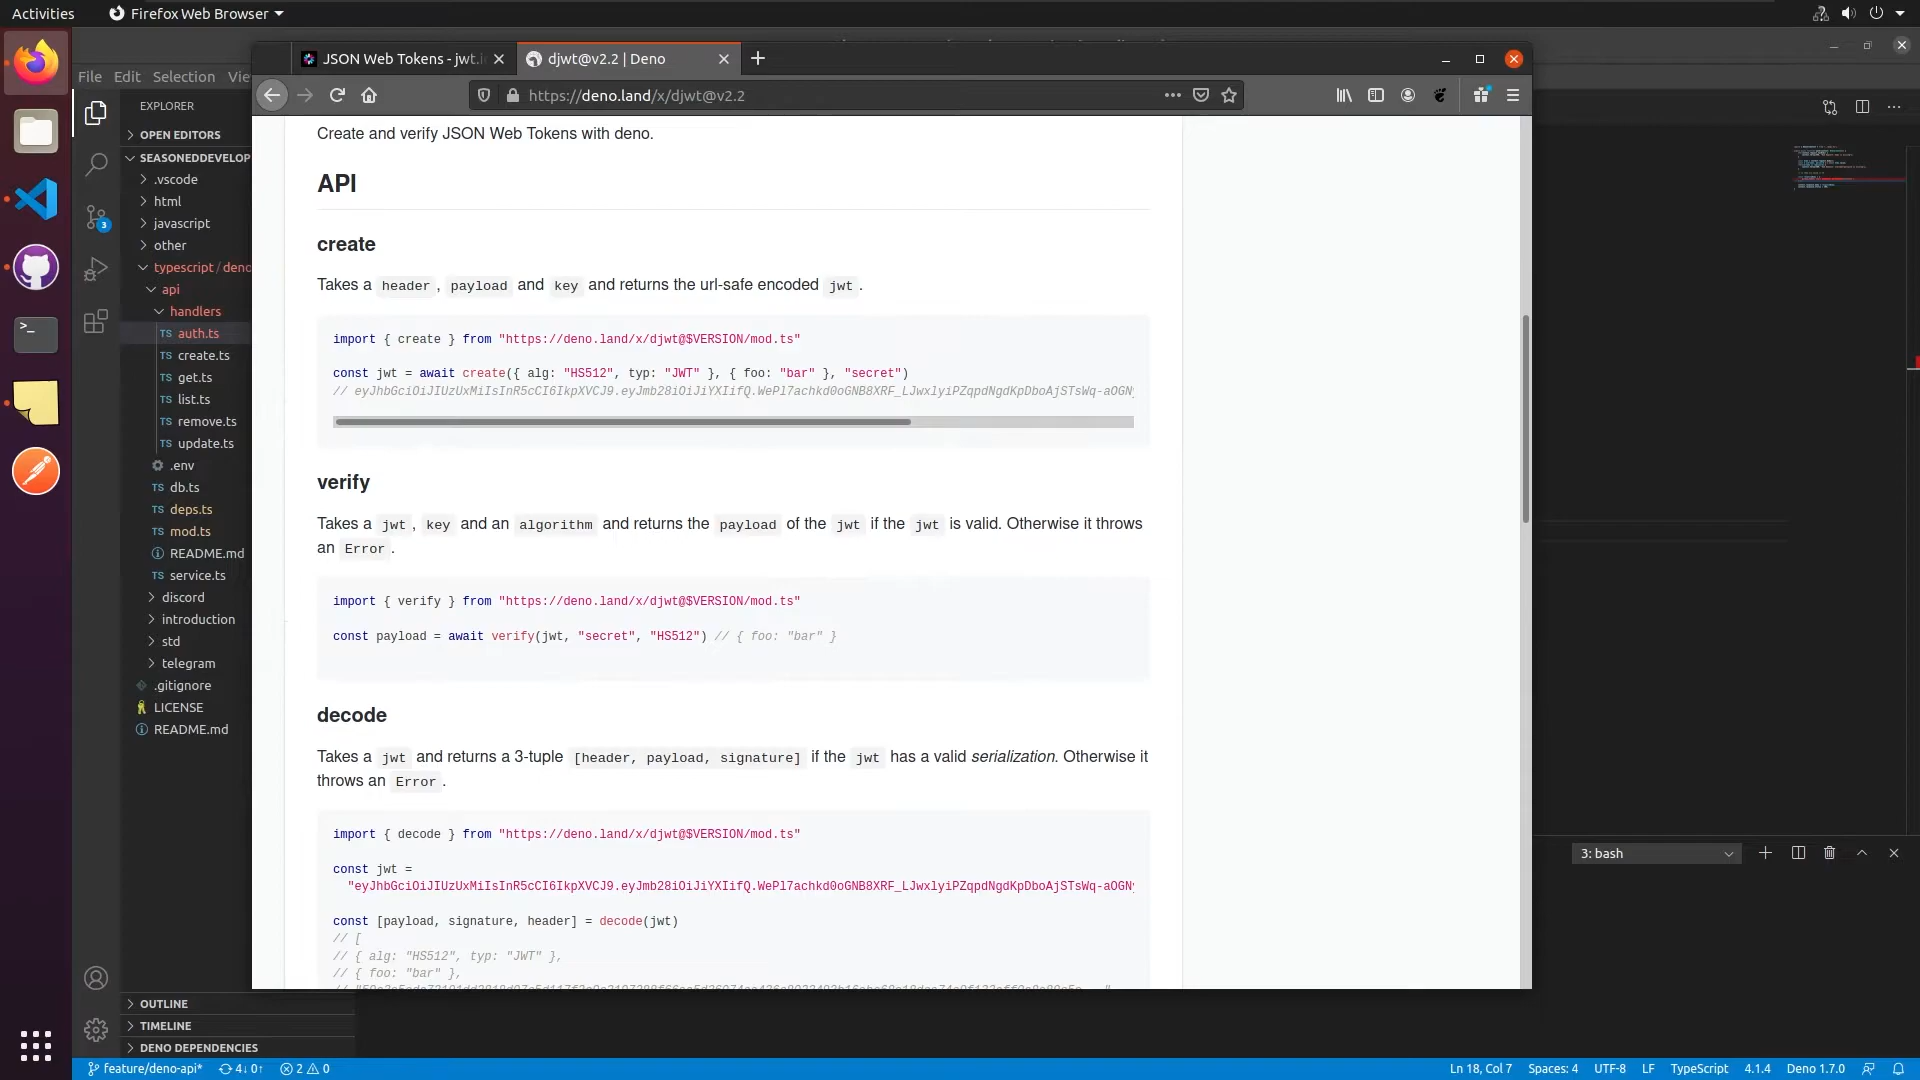 Activities
Firefox Web Browser
JSON Web Tokens - jwt.i
djwt@v2.2 | Deno
https://deno.land/x/djwt@v2.2
File Edit Selection Vie
EXPLORER
OPEN EDITORS
SEASONEDDEVELOP
.vscode
html
javascript
other
typescript / deno
api
handlers
TS auth.ts
TS create.ts
TS get.ts
TS list.ts
TS remove.ts
TS update.ts
.env
TS db.ts
TS deps.ts
TS mod.ts
README.md
TS service.ts
discord
introduction
std
telegram
.gitignore
LICENSE
README.md
OUTLINE
TIMELINE
DENO DEPENDENCIES
3
Create and verify JSON Web Tokens with deno.
API
create
Takes a header, payload and key and returns the url-safe encoded jwt.
import { create } from "https://deno.land/x/djwt@$VERSION/mod.ts"
const jwt = await create({ alg: "HS512", typ: "JWT" }, { foo: "bar" }, "secret")
// eyJhbGciOiJIUzUxMiIsInR5cCI6IkpXVCJ9.eyJmb28iOiJiYXIifQ.WePl7achkd0oGNB8XRF_LJwxlyiPZqpdNgdKpDboAjSTsWq-aOGN
verify
Takes a jwt, key and an algorithm and returns the payload of the jwt if the jwt is valid. Otherwise it throws
an Error.
import { verify } from "https://deno.land/x/djwt@$VERSION/mod.ts"
const payload = await verify(jwt, "secret", "HS512") // { foo: "bar" }
decode
Takes a jwt and returns a 3-tuple [header, payload, signature] if the jwt has a valid serialization. Otherwise it
throws an Error.
import { decode } from "https://deno.land/x/djwt@$VERSION/mod.ts"
const jwt =
"eyJhbGciOiJIUzUxMiIsInR5cCI6IkpXVCJ9.eyJmb28iOiJiYXIifQ.WePl7achkd0oGNB8XRF_LJwxlyiPZqpdNgdKpDboAjSTsWq-aOGN
const [payload, signature, header] = decode(jwt)
// [
// { alg: "HS512", typ: "JWT" },
// { foo: "bar" },
3: bash
feature/deno-api* 4↓ 0↑ 2 0
Ln 18, Col 7 Spaces: 4 UTF-8 LF TypeScript 4.1.4 Deno 1.7.0